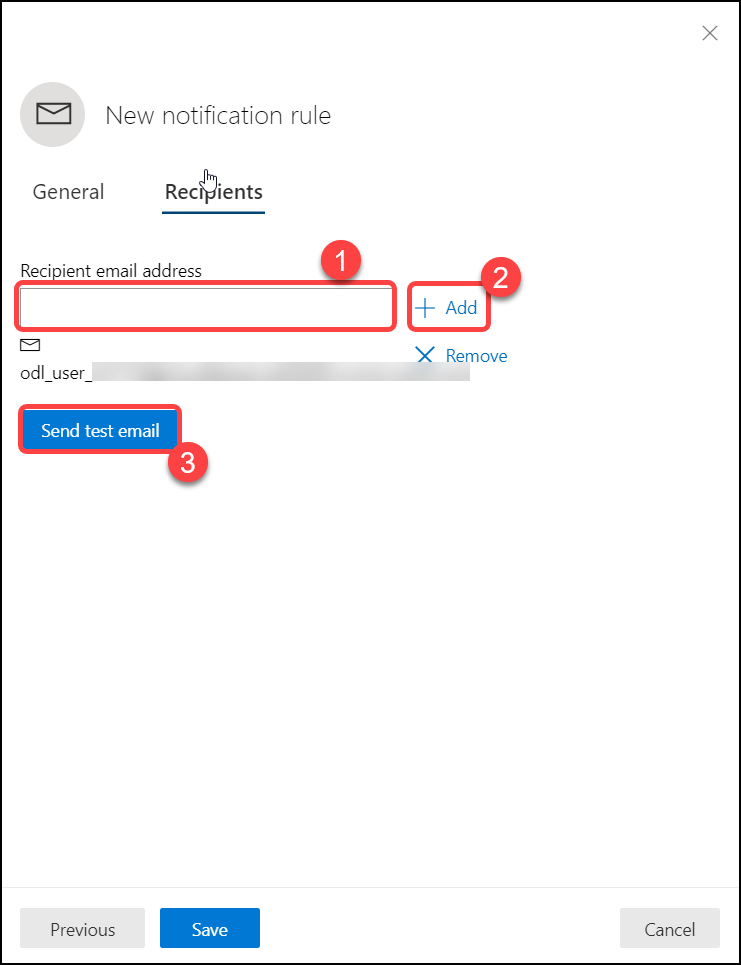 New notification rule
General
Recipients
Recipient email address
1
2
Add
Remove
odl_user_
Send test email
3
Previous
Save
Cancel